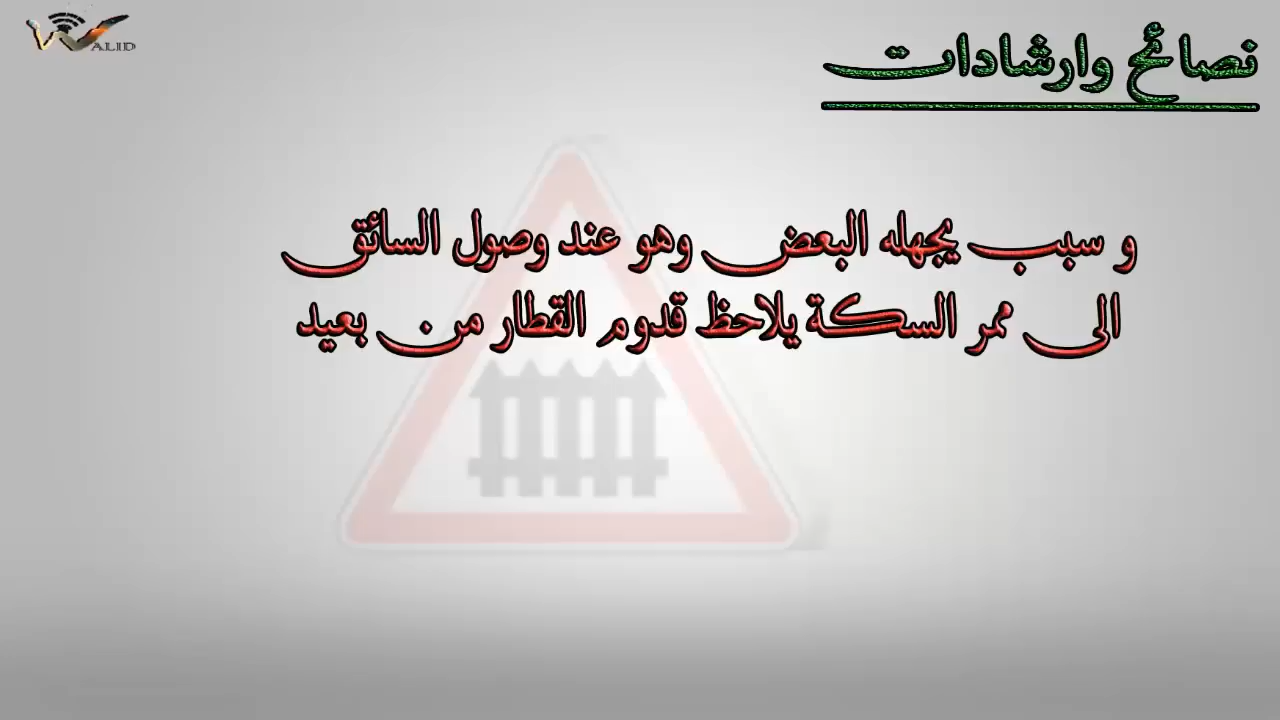 WALID
نصائح وارشادات
و سبب يجهله البعض وهو عند وصول السائق
الى ممر السكة يلاحظ قدوم القطار من بعيد